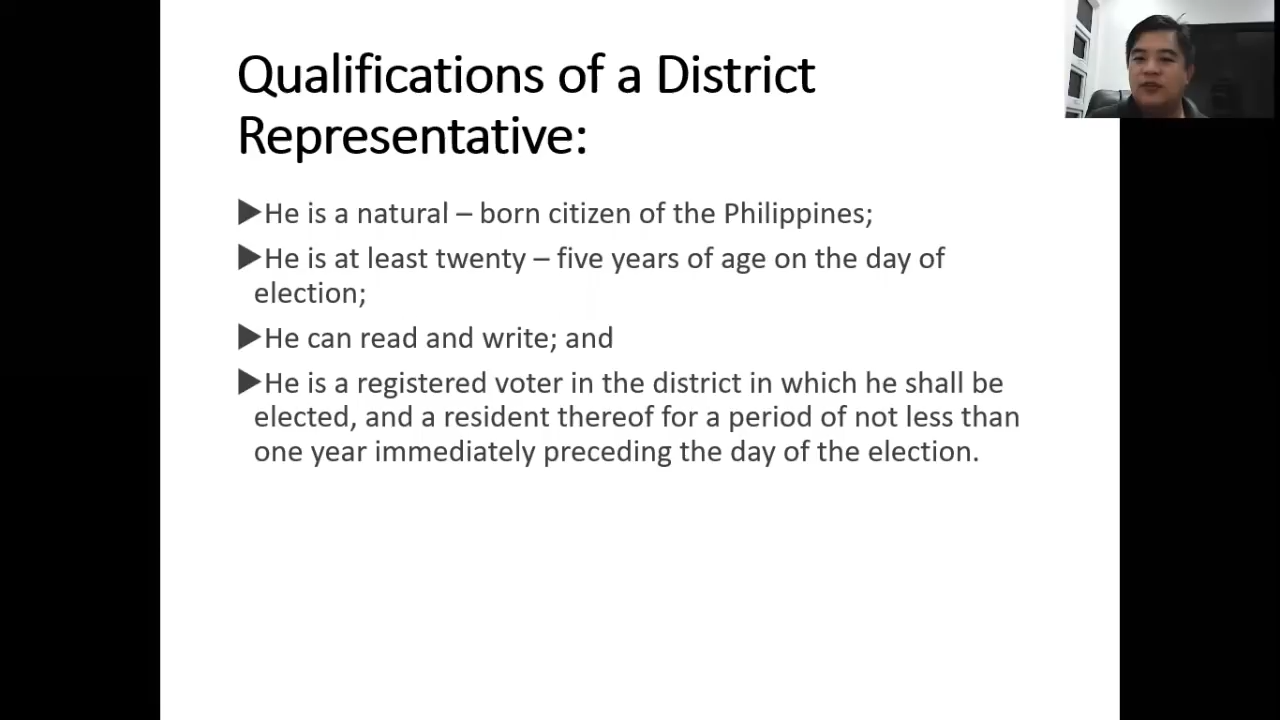 Qualifications of a District
Representative:
▶He is a natural – born citizen of the Philippines;
▶He is at least twenty – five years of age on the day of
election;
▶He can read and write; and
▶He is a registered voter in the district in which he shall be
elected, and a resident thereof for a period of not less than
one year immediately preceding the day of the election.